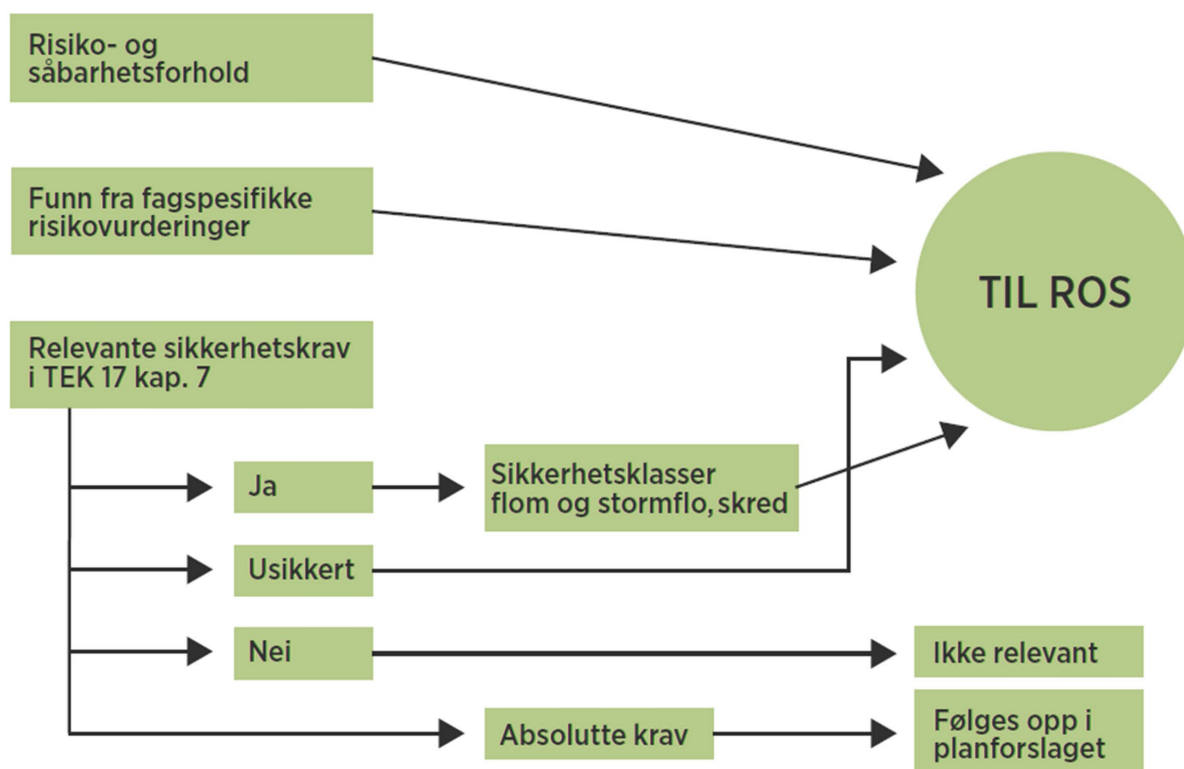 Risiko- og
såbarhetsforhold
Funn fra fagspesifikke
risikovurderinger
TIL ROS
Relevante sikkerhetskrav
i TEK 17 kap. 7
Ja
Sikkerhetsklasser
flom og stormflo, skred
Usikkert
Nei
Ikke relevant
Absolutte krav
Følges opp i
planforslaget